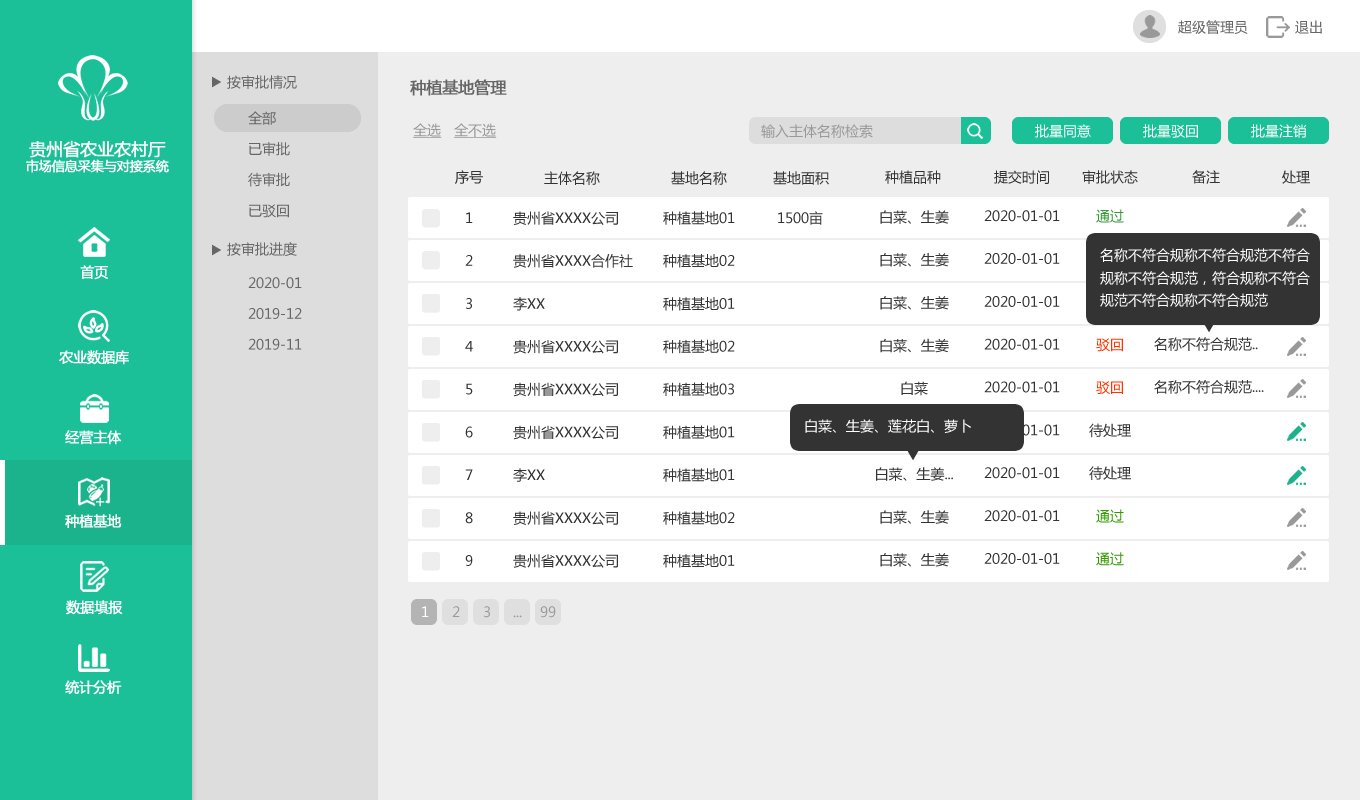 超级管理员
退出
贵州省农业农村厅
市场信息采集与对接系统
首页
农业数据库
经营主体
种植基地
数据填报
统计分析
▶ 按审批情况
全部
已审批
待审批
已驳回
▶ 按审批进度
2020-01
2019-12
2019-11
种植基地管理
全选 全不选 输入主体名称检索 批量同意 批量驳回 批量注销
序号 主体名称 基地名称 基地面积 种植品种 提交时间 审批状态 备注 处理
1 贵州省XXXX公司 种植基地01 1500亩 白菜、生姜 2020-01-01 通过
2 贵州省XXXX合作社 种植基地02 白菜、生姜 2020-01-01
名称不符合规称不符合规范不符合
规称不符合规范，符合规称不符合
规范不符合规称不符合规范
3 李XX 种植基地01 白菜、生姜 2020-01-01
4 贵州省XXXX公司 种植基地02 白菜、生姜 2020-01-01 驳回 名称不符合规范..
5 贵州省XXXX公司 种植基地03 白菜 2020-01-01 驳回 名称不符合规范....
白菜、生姜、莲花白、萝卜
6 贵州省XXXX公司 种植基地01 01-01 待处理
7 李XX 种植基地01 白菜、生姜... 2020-01-01 待处理
8 贵州省XXXX公司 种植基地02 白菜、生姜 2020-01-01 通过
9 贵州省XXXX公司 种植基地01 白菜、生姜 2020-01-01 通过
1 2 3 ... 99